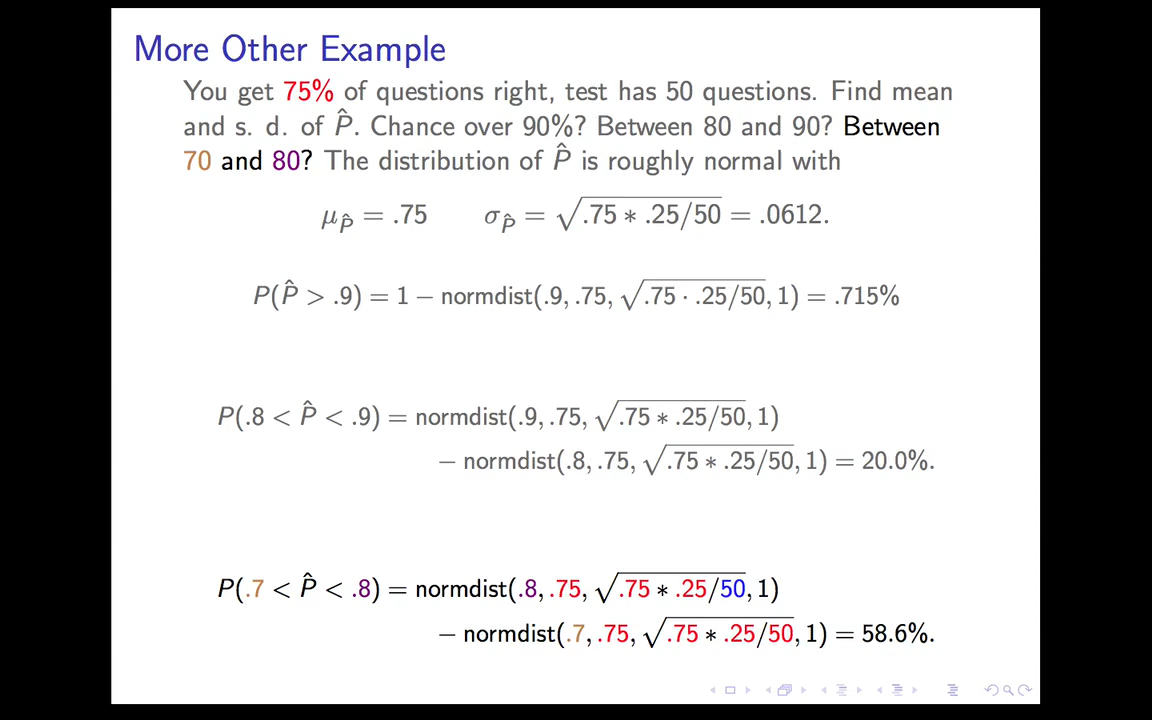 More Other Example
You get 75% of questions right, test has 50 questions. Find mean
and s. d. of P̂. Chance over 90%? Between 80 and 90? Between
70 and 80? The distribution of P̂ is roughly normal with
μ_P̂ = .75 σ_P̂ = √.75 ∗ .25/50 = .0612.
P(P̂ > .9) = 1 − normdist(.9, .75, √.75 · .25/50, 1) = .715%
P(.8 < P̂ < .9) = normdist(.9, .75, √.75 ∗ .25/50, 1)
− normdist(.8, .75, √.75 ∗ .25/50, 1) = 20.0%.
P(.7 < P̂ < .8) = normdist(.8, .75, √.75 ∗ .25/50, 1)
− normdist(.7, .75, √.75 ∗ .25/50, 1) = 58.6%.